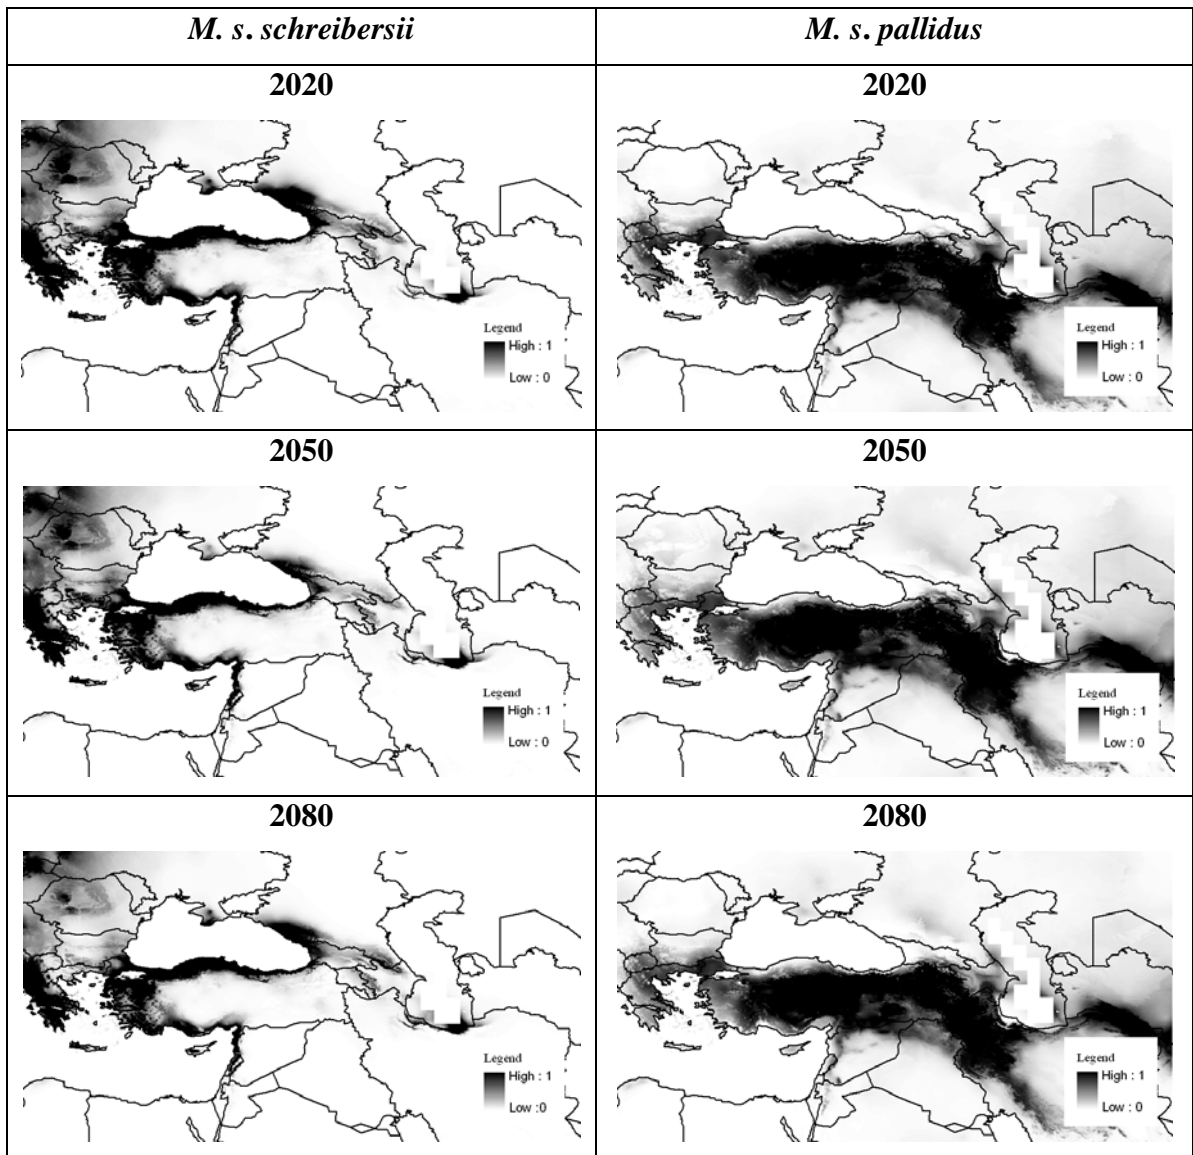 M. s. schreibersii
M. s. pallidus
2020
2020
Legend
High : 1
Low : 0
Legend
High : 1
Low : 0
2050
2050
Legend
High : 1
Low : 0
Legend
High : 1
Low : 0
2080
2080
Legend
High : 1
Low :0
Legend
High : 1
Low : 0